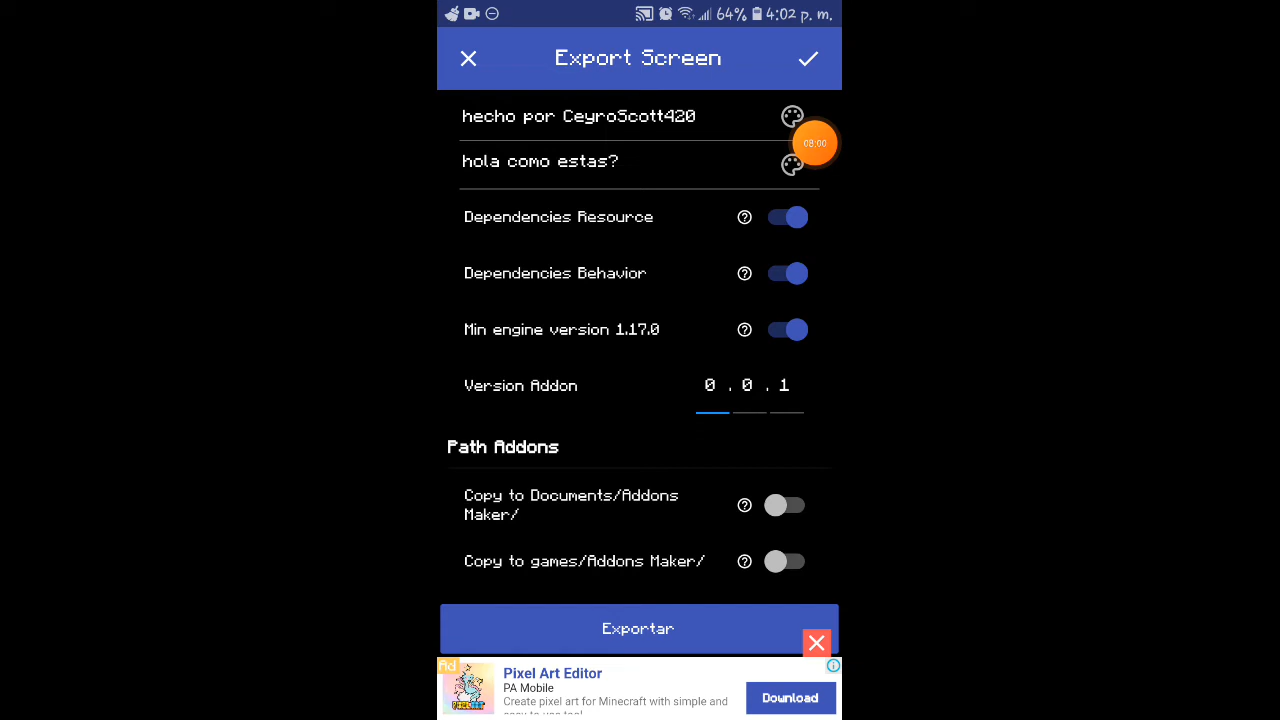 64% 4:02 p. m.
Export Screen
hecho por CeyroScott420
08:00
hola como estas?
Dependencies Resource
Dependencies Behavior
Min engine version 1.17.0
Version Addon 0 . 0 . 1
Path Addons
Copy to Documents/Addons
Maker/
Copy to games/Addons Maker/
Exportar
Ad
Pixel Art Editor
PA Mobile
Create pixel art for Minecraft with simple and
Download